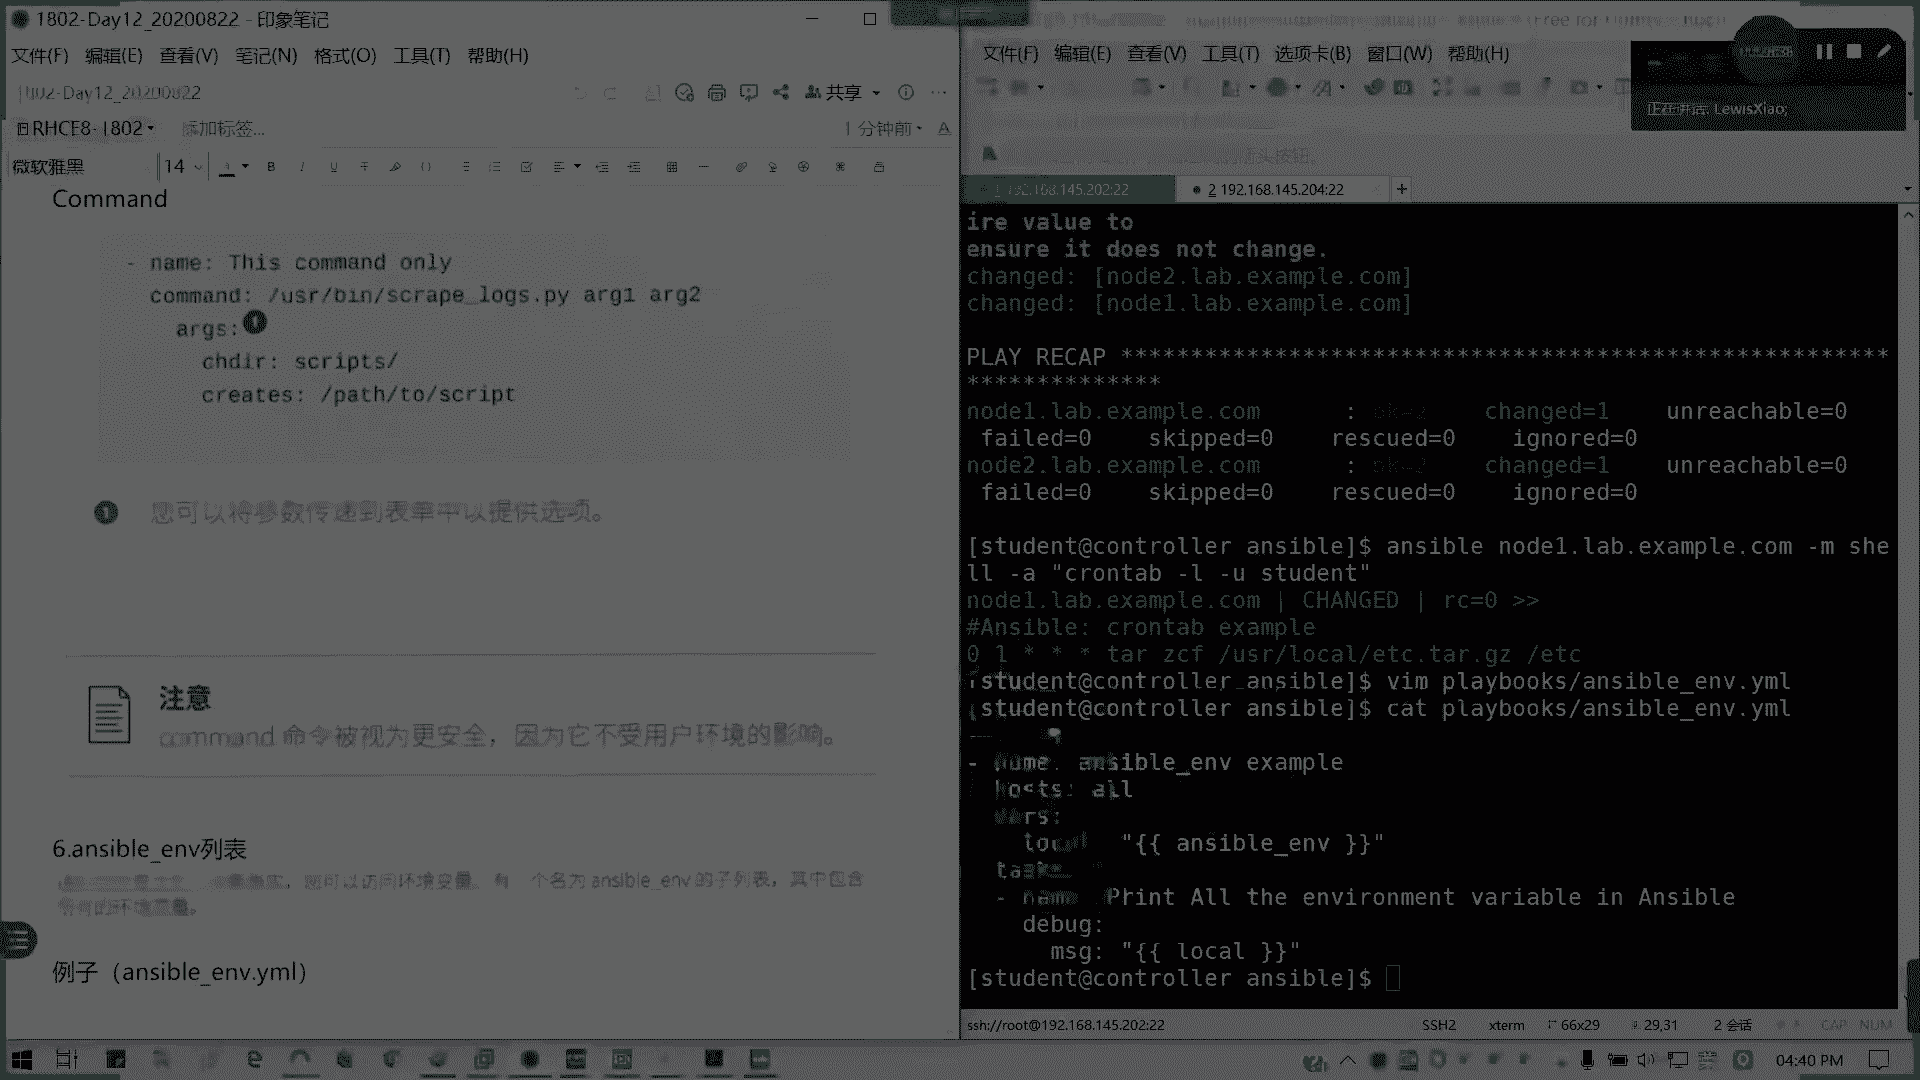 1802-Day12_20200822 - 印象笔记
文件(F) 编辑(E) 查看(V) 笔记(N) 格式(O) 工具(T) 帮助(H)
1802-Day12_20200822
共享
RHCE8-1802 添加标签...
1 分钟前
微软雅黑 14
Command
- name: This command only
command: /usr/bin/scrape_logs.py arg1 arg2
args: 1
chdir: scripts/
creates: /path/to/script
1 您可以将参数传递到表单中以提供选项。
注意
command 命令被视为更安全，因为它不受用户环境的影响。
6.ansible_env列表
您可以访问环境变量。有一个名为 ansible_env 的子列表，其中包含
所有的环境变量。
例子（ansible_env.yml）
文件(F) 编辑(E) 查看(V) 工具(T) 选项卡(B) 窗口(W) 帮助(H)
正在讲话: LewisXiao;
1 192.168.145.202:22
2 192.168.145.204:22
ire value to
ensure it does not change.
changed: [node2.lab.example.com]
changed: [node1.lab.example.com]
PLAY RECAP *******************************************************
**************
node1.lab.example.com : ok=2 changed=1 unreachable=0
failed=0 skipped=0 rescued=0 ignored=0
node2.lab.example.com : ok=2 changed=1 unreachable=0
failed=0 skipped=0 rescued=0 ignored=0
[student@controller ansible]$ ansible node1.lab.example.com -m she
ll -a "crontab -l -u student"
node1.lab.example.com | CHANGED | rc=0 >>
#Ansible: crontab example
0 1 * * * tar zcf /usr/local/etc.tar.gz /etc
[student@controller ansible]$ vim playbooks/ansible_env.yml
[student@controller ansible]$ cat playbooks/ansible_env.yml
---
- name: ansible_env example
hosts: all
vars:
local: "{{ ansible_env }}"
tasks:
- name: Print All the environment variable in Ansible
debug:
msg: "{{ local }}"
[student@controller ansible]$
ssh://root@192.168.145.202:22 SSH2 xterm 66x29 29,31 2 会话 CAP NUM
04:40 PM